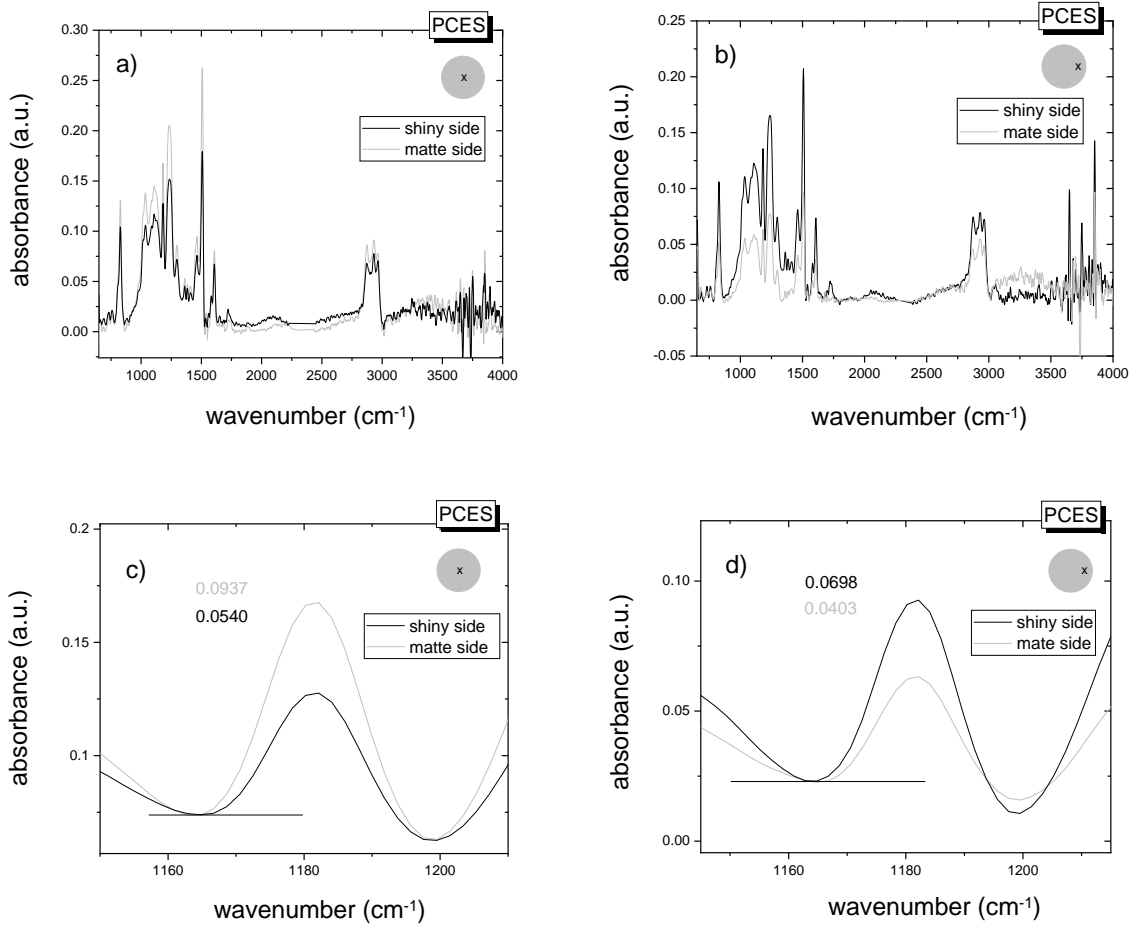 PCES
a)
x
shiny side
matte side
0.30
0.25
0.20
0.15
0.10
0.05
0.00
absorbance (a.u.)
1000 1500 2000 2500 3000 3500 4000
wavenumber (cm-1)
PCES
b)
x
shiny side
mate side
0.25
0.20
0.15
0.10
0.05
0.00
-0.05
absorbance (a.u.)
1000 1500 2000 2500 3000 3500 4000
wavenumber (cm-1)
PCES
c)
x
0.0937
0.0540
shiny side
matte side
0.2
0.15
0.1
absorbance (a.u.)
1160 1180 1200
wavenumber (cm-1)
PCES
d)
x
0.0698
0.0403
shiny side
mate side
0.10
0.05
0.00
absorbance (a.u.)
1160 1180 1200
wavenumber (cm-1)